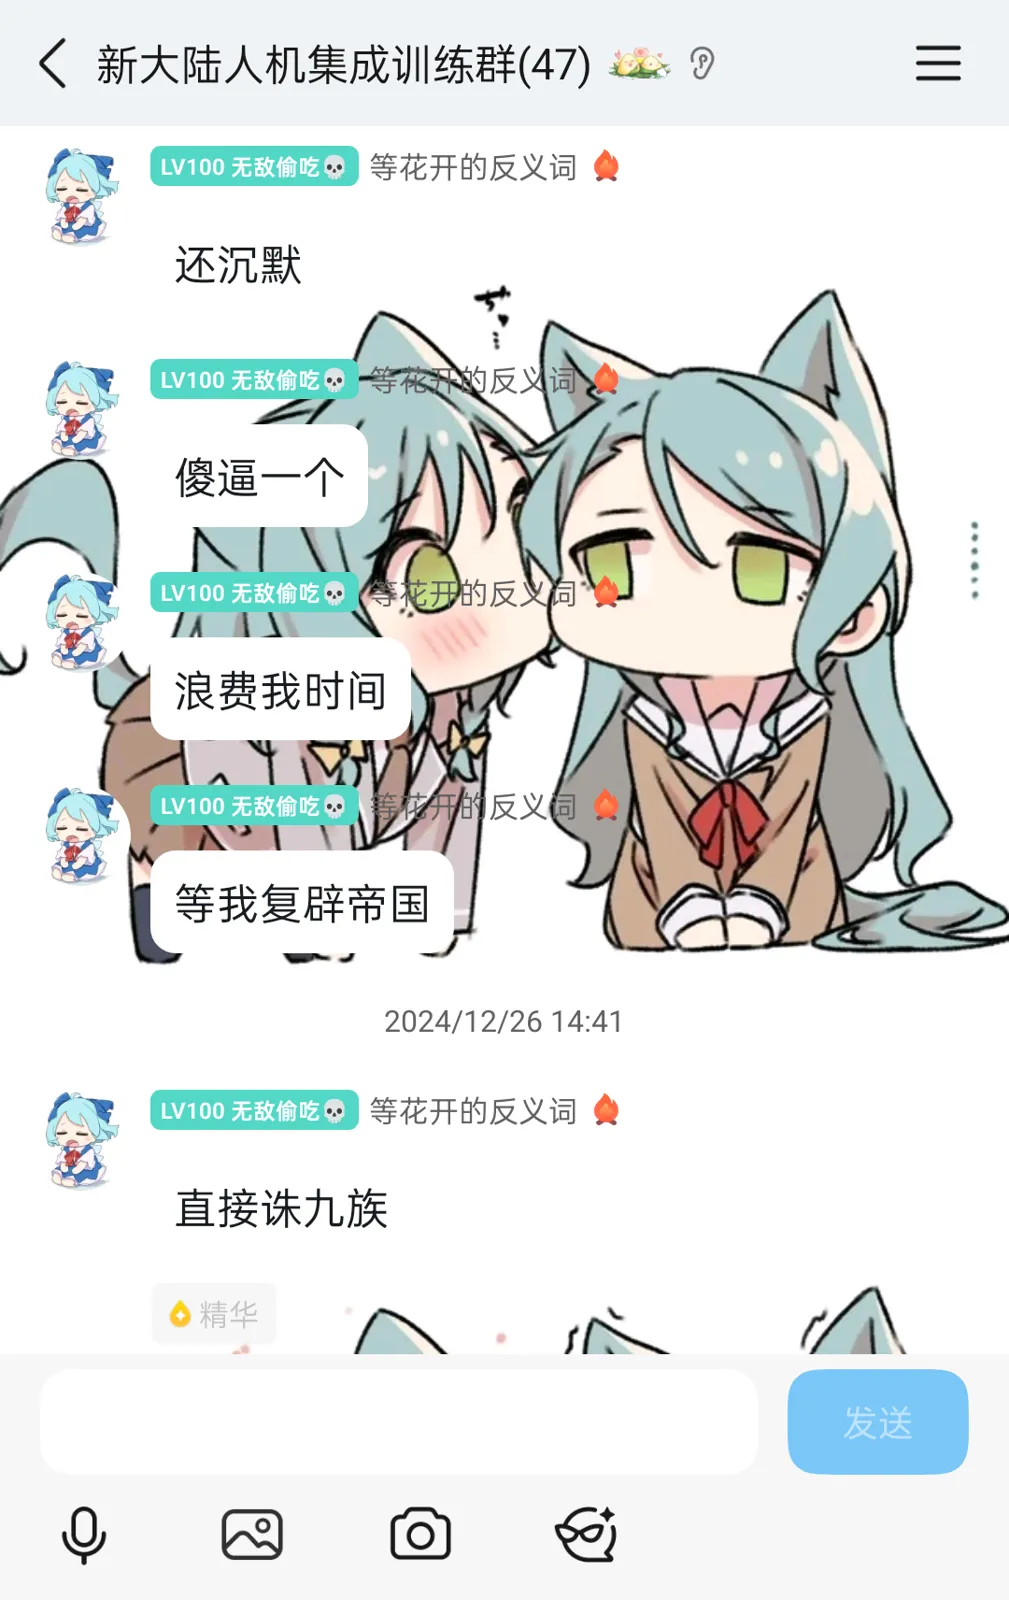 新大陆人机集成训练群(47)
LV100 无敌偷吃💀 等花开的反义词 🔥
还沉默
LV100 无敌偷吃💀 等花开的反义词 🔥
傻逼一个
LV100 无敌偷吃💀 等花开的反义词 🔥
浪费我时间
LV100 无敌偷吃💀 等花开的反义词 🔥
等我复辟帝国
2024/12/26 14:41
LV100 无敌偷吃💀 等花开的反义词 🔥
直接诛九族
精华
发送